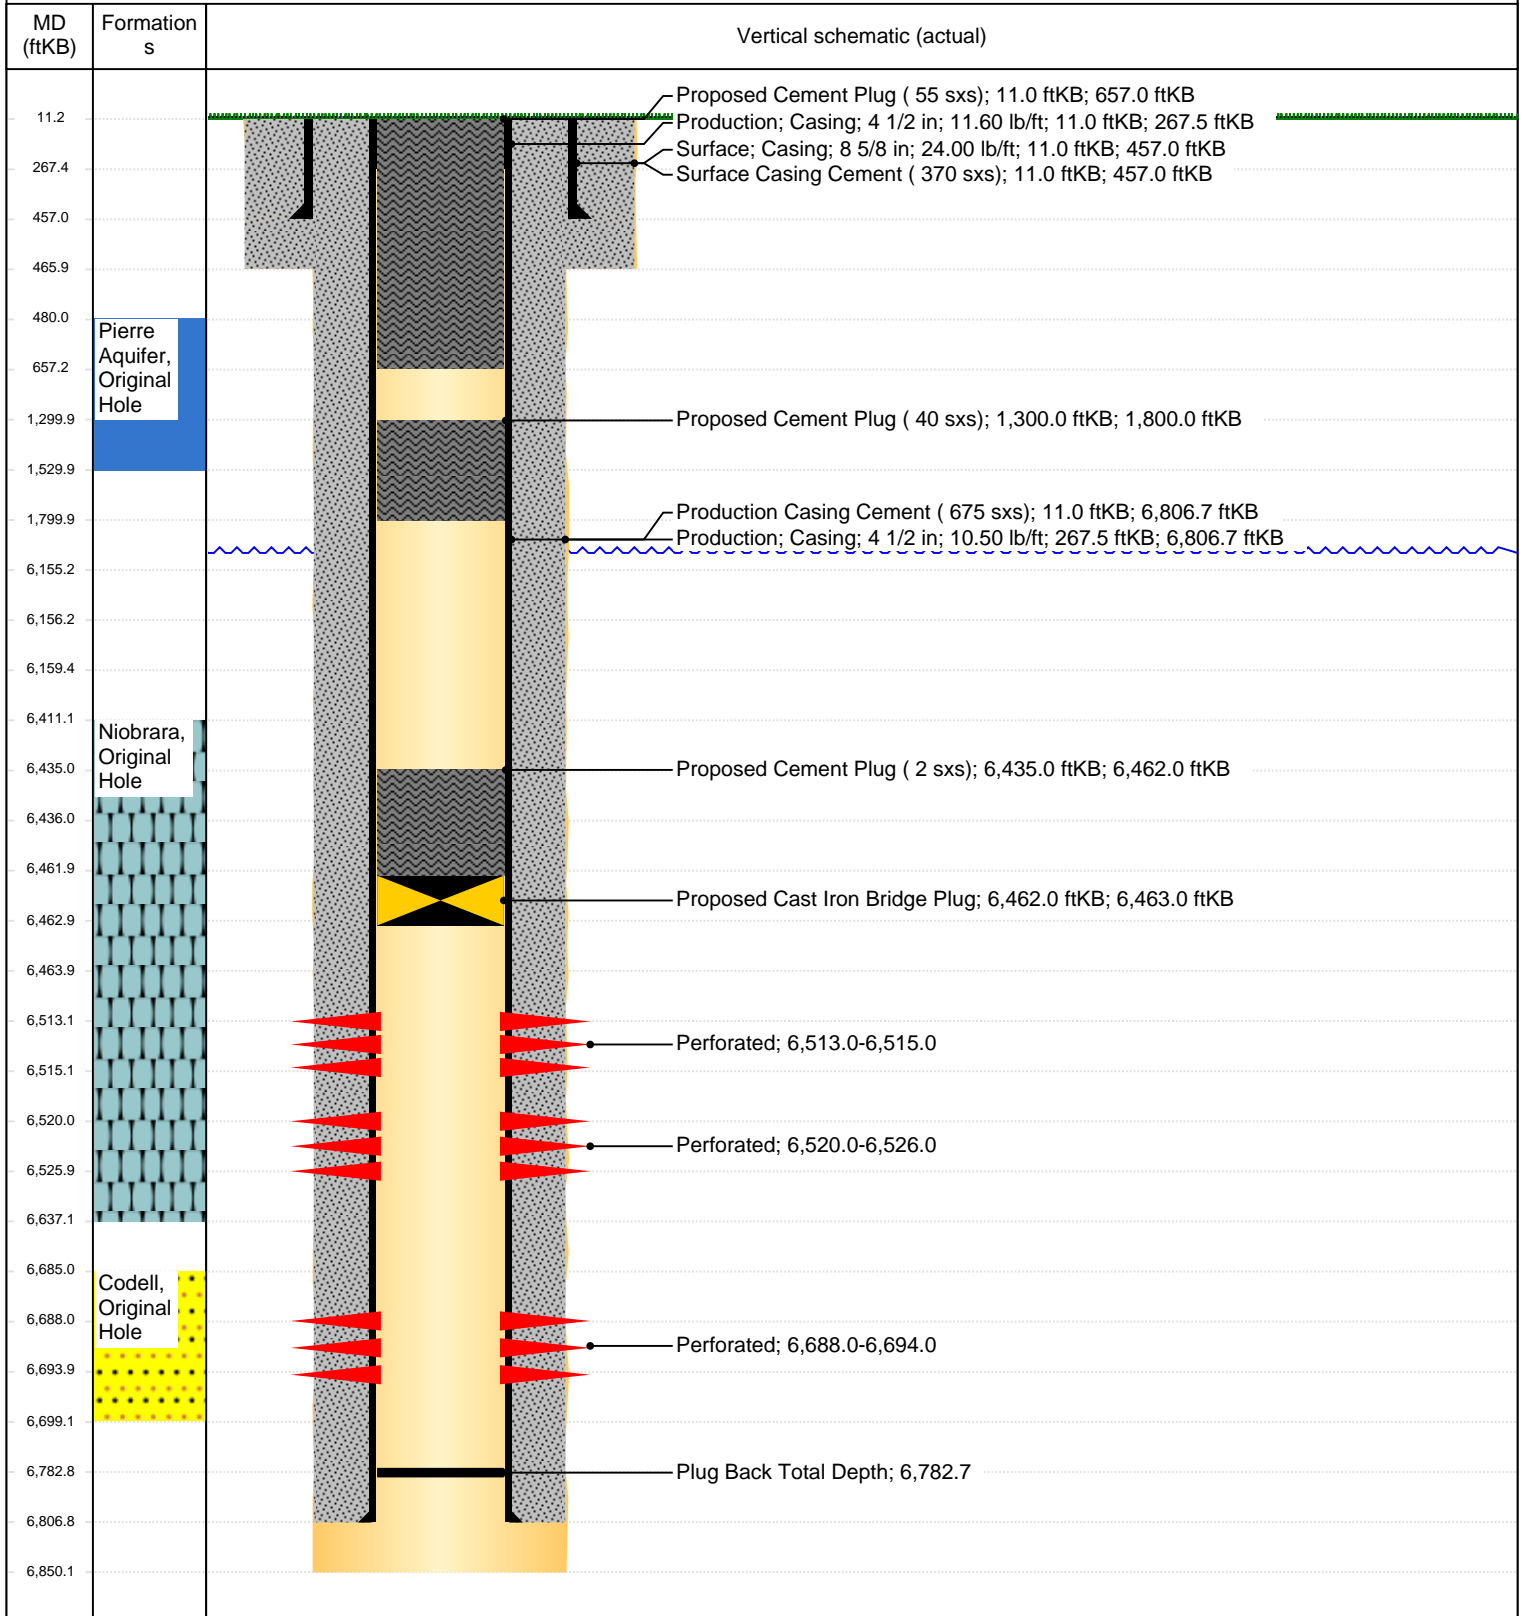 MD
(ftKB)
Formation
s
Vertical schematic (actual)
11.2
267.4
457.0
465.9
480.0
657.2
1,299.9
1,529.9
1,799.9
6,155.2
6,156.2
6,159.4
6,411.1
6,435.0
6,436.0
6,461.9
6,462.9
6,463.9
6,513.1
6,515.1
6,520.0
6,525.9
6,637.1
6,685.0
6,688.0
6,693.9
6,699.1
6,782.8
6,806.8
6,850.1
Pierre
Aquifer,
Original
Hole
Niobrara,
Original
Hole
Codell,
Original
Hole
Proposed Cement Plug ( 55 sxs); 11.0 ftKB; 657.0 ftKB
Production; Casing; 4 1/2 in; 11.60 lb/ft; 11.0 ftKB; 267.5 ftKB
Surface; Casing; 8 5/8 in; 24.00 lb/ft; 11.0 ftKB; 457.0 ftKB
Surface Casing Cement ( 370 sxs); 11.0 ftKB; 457.0 ftKB
Proposed Cement Plug ( 40 sxs); 1,300.0 ftKB; 1,800.0 ftKB
Production Casing Cement ( 675 sxs); 11.0 ftKB; 6,806.7 ftKB
Production; Casing; 4 1/2 in; 10.50 lb/ft; 267.5 ftKB; 6,806.7 ftKB
Proposed Cement Plug ( 2 sxs); 6,435.0 ftKB; 6,462.0 ftKB
Proposed Cast Iron Bridge Plug; 6,462.0 ftKB; 6,463.0 ftKB
Perforated; 6,513.0-6,515.0
Perforated; 6,520.0-6,526.0
Perforated; 6,688.0-6,694.0
Plug Back Total Depth; 6,782.7